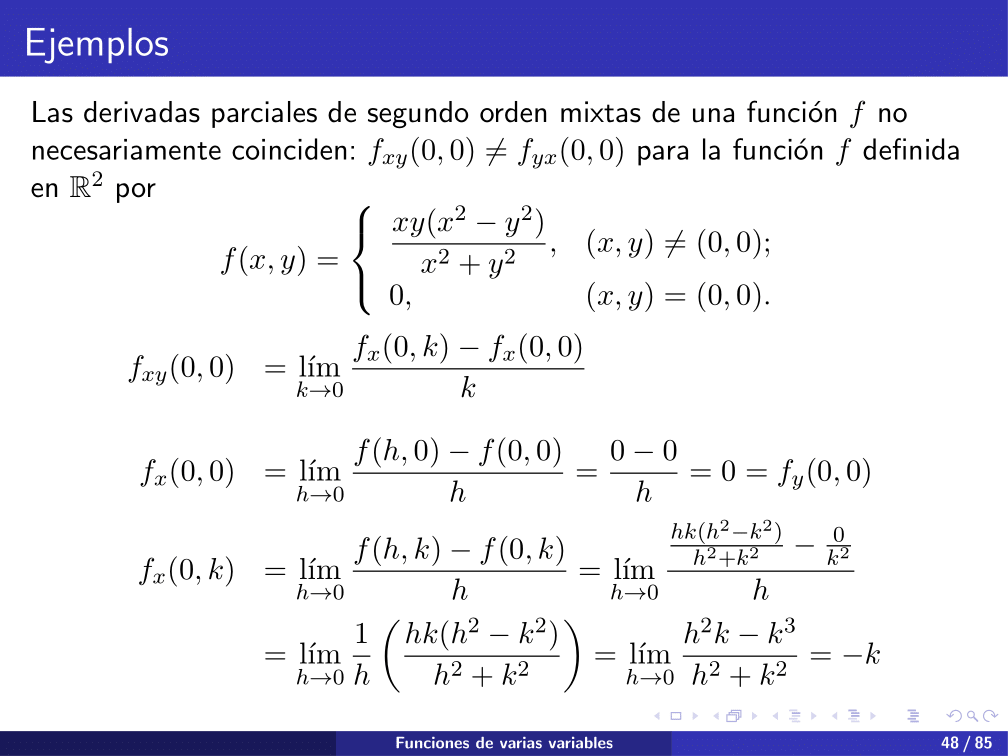 Ejemplos
Las derivadas parciales de segundo orden mixtas de una función f no
necesariamente coinciden: f_{xy}(0, 0) ≠ f_{yx}(0, 0) para la función f definida
en ℝ² por
f(x, y) = { xy(x² − y²) / (x² + y²), (x, y) ≠ (0, 0);
0, (x, y) = (0, 0).
f_{xy}(0, 0) = lím_{k→0} (f_x(0, k) − f_x(0, 0)) / k
f_x(0, 0) = lím_{h→0} (f(h, 0) − f(0, 0)) / h = (0 − 0) / h = 0 = f_y(0, 0)
f_x(0, k) = lím_{h→0} (f(h, k) − f(0, k)) / h = lím_{h→0} (hk(h²−k²)/(h²+k²) − 0/k²) / h
= lím_{h→0} 1/h (hk(h² − k²) / (h² + k²)) = lím_{h→0} (h²k − k³) / (h² + k²) = −k
Funciones de varias variables 48 / 85